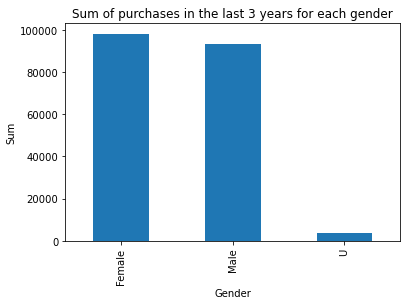 Sum of purchases in the last 3 years for each gender
100000
80000
60000
40000
20000
0
Sum
Female
Male
U
Gender